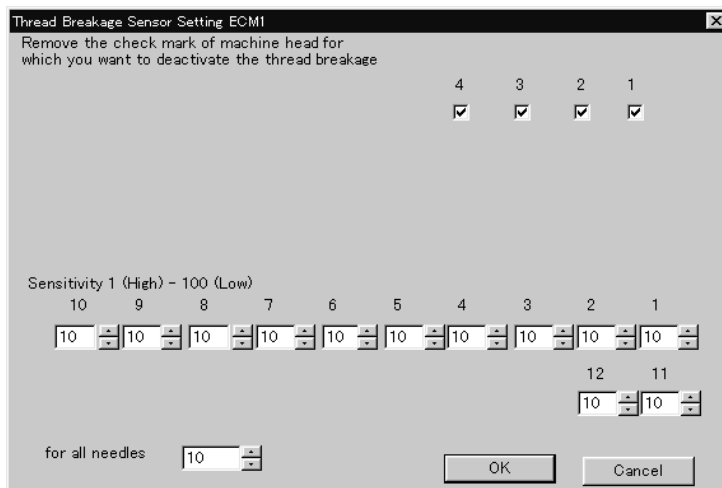 Thread Breakage Sensor Setting ECM1
Remove the check mark of machine head for
which you want to deactivate the thread breakage
4 3 2 1
Sensitivity 1 (High) - 100 (Low)
10 9 8 7 6 5 4 3 2 1
10 10 10 10 10 10 10 10 10 10
12 11
10 10
for all needles 10
OK Cancel